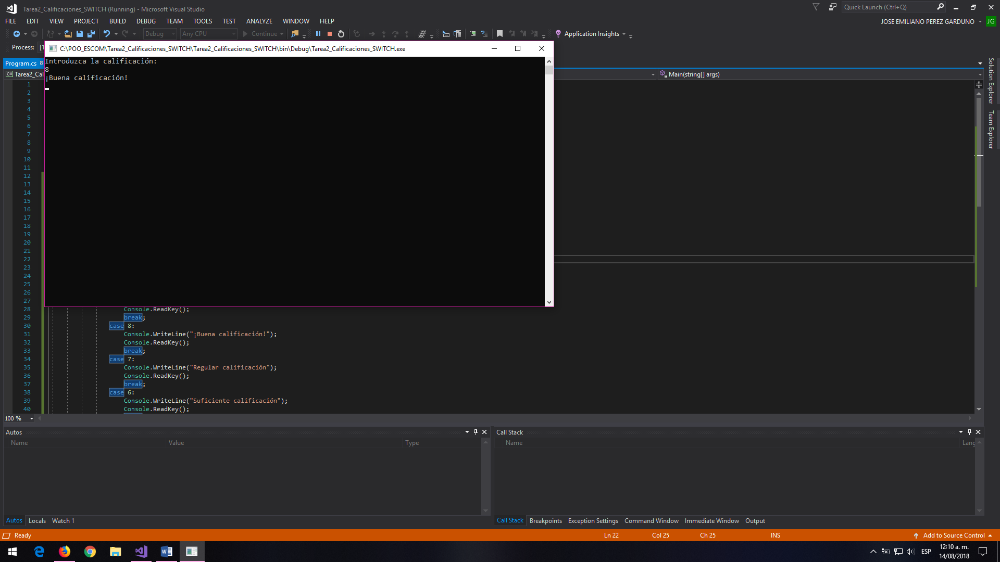 Tarea2_Calificaciones_SWITCH (Running) - Microsoft Visual Studio
Quick Launch (Ctrl+Q)
FILE EDIT VIEW PROJECT BUILD DEBUG TEAM TOOLS TEST ANALYZE WINDOW HELP
JOSE EMILIANO PEREZ GARDUNO JG
Debug Any CPU Continue Application Insights
Process: [1
C:\POO_ESCOM\Tarea2_Calificaciones_SWITCH\Tarea2_Calificaciones_SWITCH\bin\Debug\Tarea2_Calificaciones_SWITCH.exe
Introduzca la calificación:
8
¡Buena calificación!
Program.cs
C# Tarea2_Cal
Main(string[] args)
Solution Explorer
Team Explorer
1
2
3
4
5
6
7
8
9
10
11
12
13
14
15
16
17
18
19
20
21
22
23
24
25
26
27
28 Console.ReadKey();
29 break;
30 case 8:
31 Console.WriteLine("¡Buena calificación!");
32 Console.ReadKey();
33 break;
34 case 7:
35 Console.WriteLine("Regular calificación");
36 Console.ReadKey();
37 break;
38 case 6:
39 Console.WriteLine("Suficiente calificación");
40 Console.ReadKey();
100 %
Autos
Name Value Type
Call Stack
Name Lang
Autos Locals Watch 1
Call Stack Breakpoints Exception Settings Command Window Immediate Window Output
Ready Ln 22 Col 25 Ch 25 INS Add to Source Control
ESP
12:10 a. m.
14/08/2018